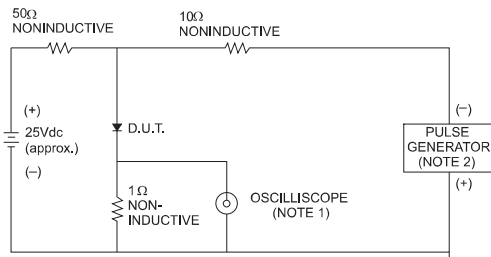 50Ω
NONINDUCTIVE
10Ω
NONINDUCTIVE
(+)
25Vdc
(approx.)
(–)
D.U.T.
1Ω
NON-
INDUCTIVE
OSCILLISCOPE
(NOTE 1)
(–)
PULSE
GENERATOR
(NOTE 2)
(+)